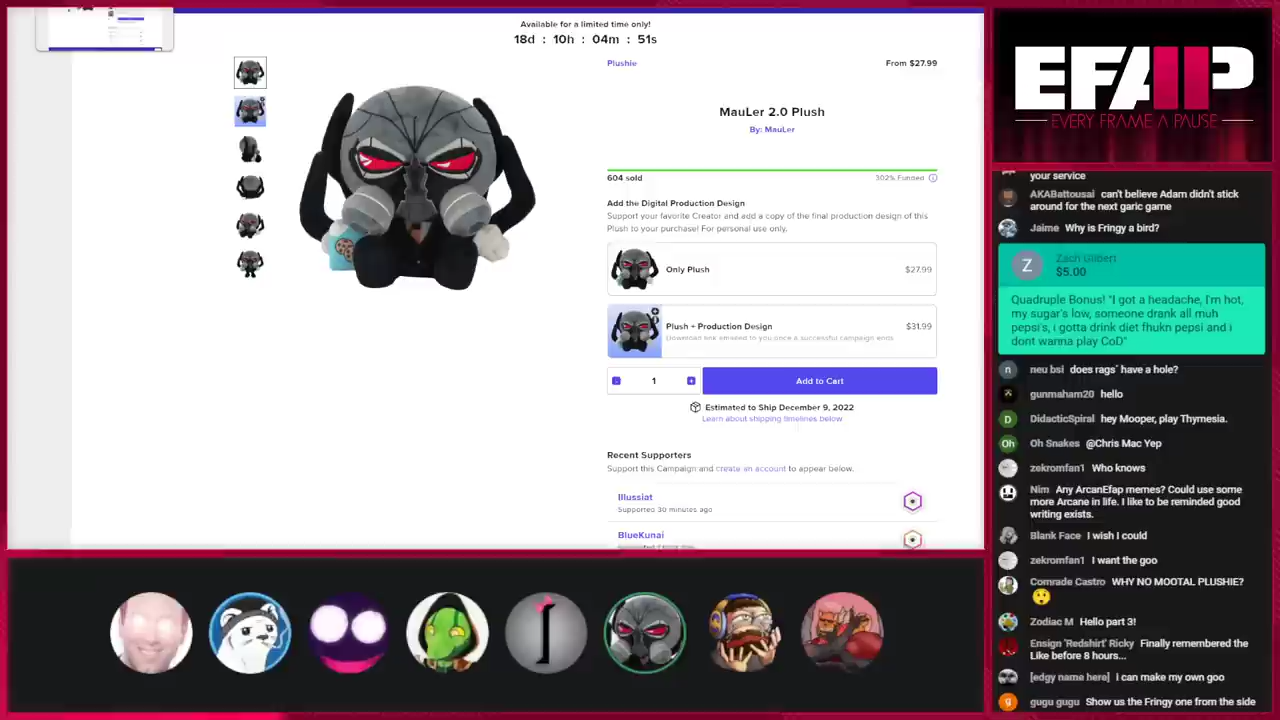 Available for a limited time only!
18d : 10h : 04m : 51s
Plushie
From $27.99
MauLer 2.0 Plush
By: MauLer
604 sold
302% Funded
Add the Digital Production Design
Support your favorite Creator and add a copy of the final production design of this
Plush to your purchase! For personal use only.
Only Plush
$27.99
Plush + Production Design
$31.99
Download link emailed to you once a successful campaign ends
- 1 +
Add to Cart
Estimated to Ship December 9, 2022
Learn about shipping timelines below
Recent Supporters
Support this Campaign and create an account to appear below.
Illussiat
Supported 30 minutes ago
BlueKunai
EFAP
EVERY FRAME A PAUSE
your service
AKABattousai can't believe Adam didn't stick
around for the next garic game
Jaime Why is Fringy a bird?
Z
Zach Gilbert
$5.00
Quadruple Bonus! "I got a headache, I'm hot,
my sugar's low, someone drank all muh
pepsi's, i gotta drink diet fhukn pepsi and i
dont wanna play CoD"
n neu bsi does rags* have a hole?
gunmaham20 hello
D DidacticSpiral hey Mooper, play Thymesia.
Oh Oh Snakes @Chris Mac Yep
zekromfan1 Who knows
Nim Any ArcanEfap memes? Could use some
more Arcane in life. I like to be reminded good
writing exists.
Blank Face I wish I could
zekromfan1 I want the goo
Comrade Castro WHY NO MOOTAL PLUSHIE?
Zodiac M Hello part 3!
Ensign 'Redshirt' Ricky Finally remembered the
Like before 8 hours...
[edgy name here] i can make my own goo
g gugu gugu Show us the Fringy one from the side